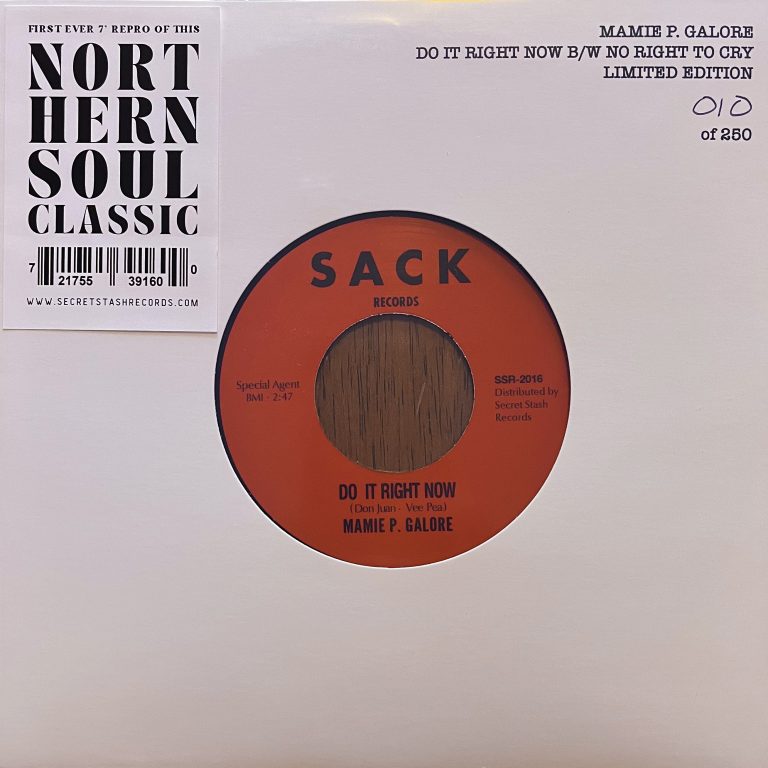 FIRST EVER 7" REPRO OF THIS
NORT
HERN
SOUL
CLASSIC
7 21755 39160 0
WWW.SECRETSTASHRECORDS.COM
MAMIE P. GALORE
DO IT RIGHT NOW B/W NO RIGHT TO CRY
LIMITED EDITION
010
of 250
SACK
RECORDS
Special Agent
BMI - 2:47
SSR-2016
Distributed by
Secret Stash
Records
DO IT RIGHT NOW
(Don Juan - Vee Pea)
MAMIE P. GALORE